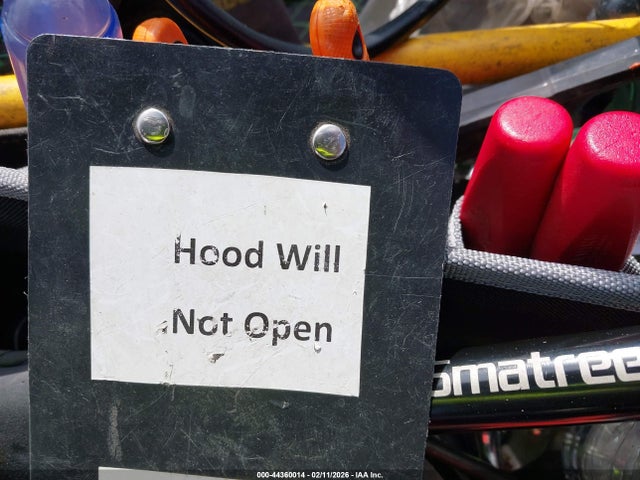 Hood Will
Not Open
smatree
000-44360014 - 02/11/2026 - IAA Inc.